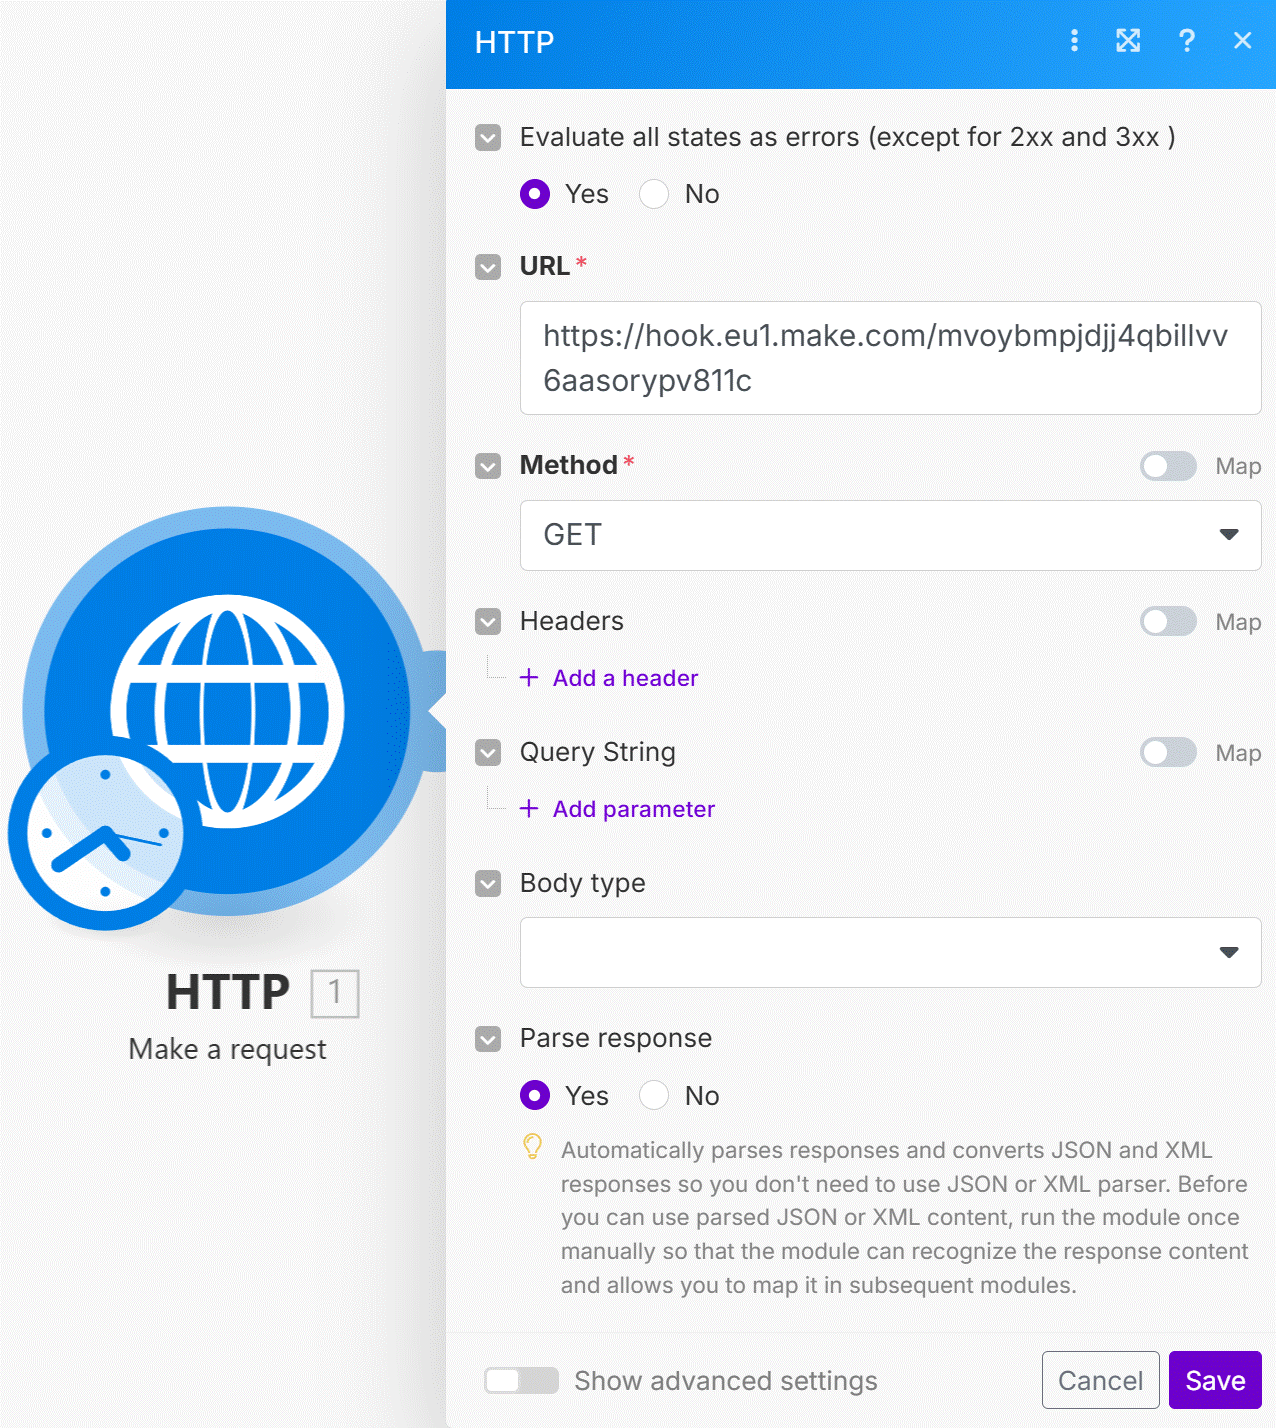 HTTP
Evaluate all states as errors (except for 2xx and 3xx )
Yes No
URL *
https://hook.eu1.make.com/mvoybmpjdjj4qbillvv
6aasorypv811c
Method * Map
GET
Headers Map
+ Add a header
Query String Map
+ Add parameter
Body type
HTTP 1
Make a request
Parse response
Yes No
Automatically parses responses and converts JSON and XML
responses so you don't need to use JSON or XML parser. Before
you can use parsed JSON or XML content, run the module once
manually so that the module can recognize the response content
and allows you to map it in subsequent modules.
Show advanced settings Cancel Save